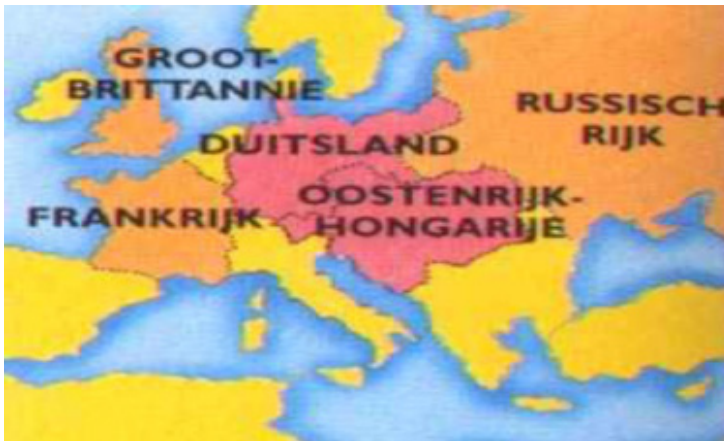 GROOT-
BRITTANNIE
RUSSISCH
RIJK
DUITSLAND
OOSTENRIJK-
HONGARIJE
FRANKRIJK